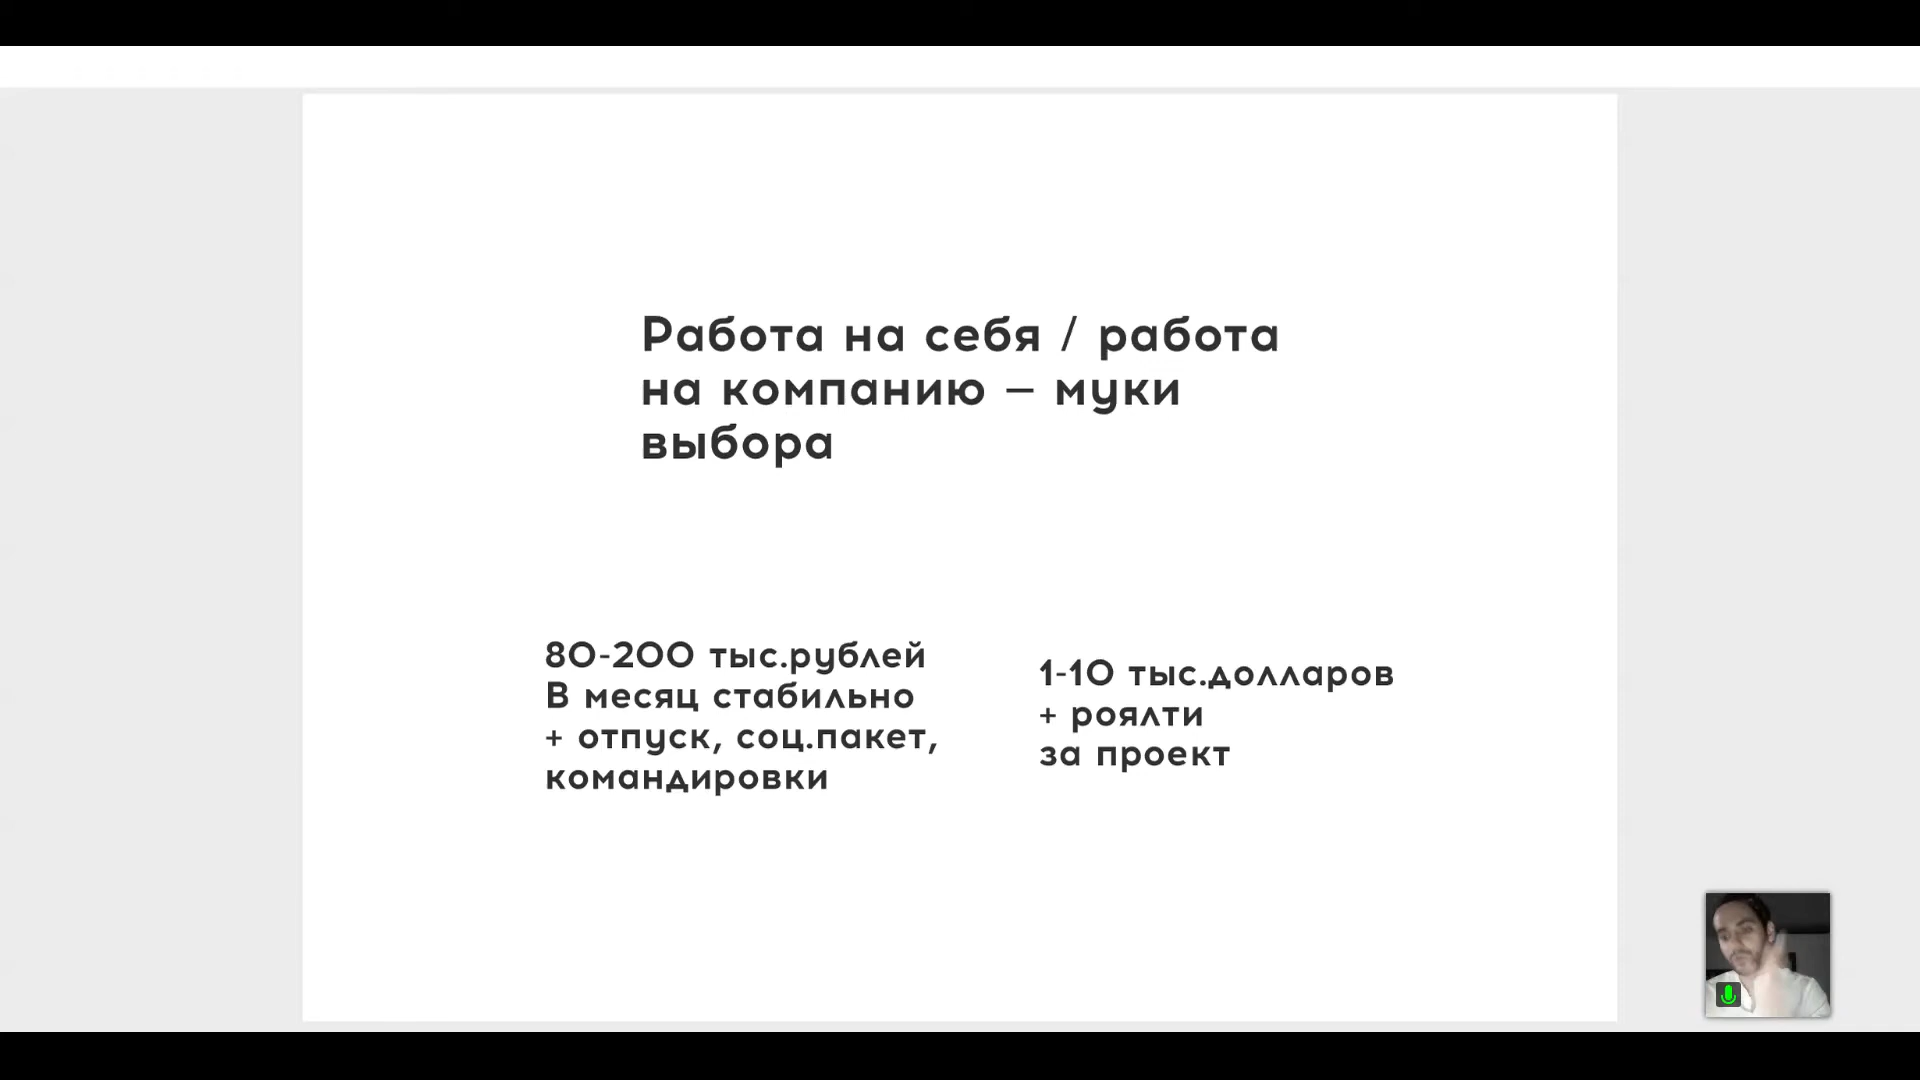 Работа на себя / работа
на компанию – муки
выбора
80-200 тыс.рублей
В месяц стабильно
+ отпуск, соц.пакет,
командировки
1-10 тыс.долларов
+ роялти
за проект